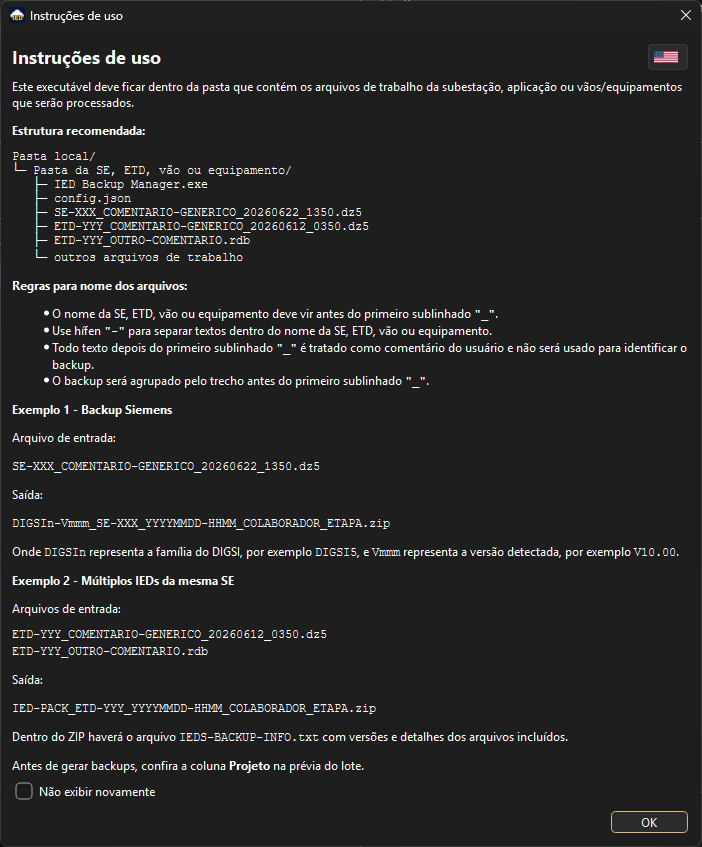 IED Instruções de uso
Instruções de uso
Este executável deve ficar dentro da pasta que contém os arquivos de trabalho da subestação, aplicação ou vãos/equipamentos
que serão processados.
Estrutura recomendada:
Pasta local/
└─ Pasta da SE, ETD, vão ou equipamento/
   ├─ IED Backup Manager.exe
   ├─ config.json
   ├─ SE-XXX_COMENTARIO-GENERICO_20260622_1350.dz5
   ├─ ETD-YYY_COMENTARIO-GENERICO_20260612_0350.dz5
   ├─ ETD-YYY_OUTRO-COMENTARIO.rdb
   └─ outros arquivos de trabalho
Regras para nome dos arquivos:
• O nome da SE, ETD, vão ou equipamento deve vir antes do primeiro sublinhado "_".
• Use hífen "-" para separar textos dentro do nome da SE, ETD, vão ou equipamento.
• Todo texto depois do primeiro sublinhado "_" é tratado como comentário do usuário e não será usado para identificar o
backup.
• O backup será agrupado pelo trecho antes do primeiro sublinhado "_".
Exemplo 1 - Backup Siemens
Arquivo de entrada:
SE-XXX_COMENTARIO-GENERICO_20260622_1350.dz5
Saída:
DIGSIn-Vmmm_SE-XXX_YYYYMMDD-HHMM_COLABORADOR_ETAPA.zip
Onde DIGSIn representa a família do DIGSI, por exemplo DIGSI5, e Vmmm representa a versão detectada, por exemplo V10.00.
Exemplo 2 - Múltiplos IEDs da mesma SE
Arquivos de entrada:
ETD-YYY_COMENTARIO-GENERICO_20260612_0350.dz5
ETD-YYY_OUTRO-COMENTARIO.rdb
Saída:
IED-PACK_ETD-YYY_YYYYMMDD-HHMM_COLABORADOR_ETAPA.zip
Dentro do ZIP haverá o arquivo IEDS-BACKUP-INFO.txt com versões e detalhes dos arquivos incluídos.
Antes de gerar backups, confira a coluna Projeto na prévia do lote.
Não exibir novamente
OK